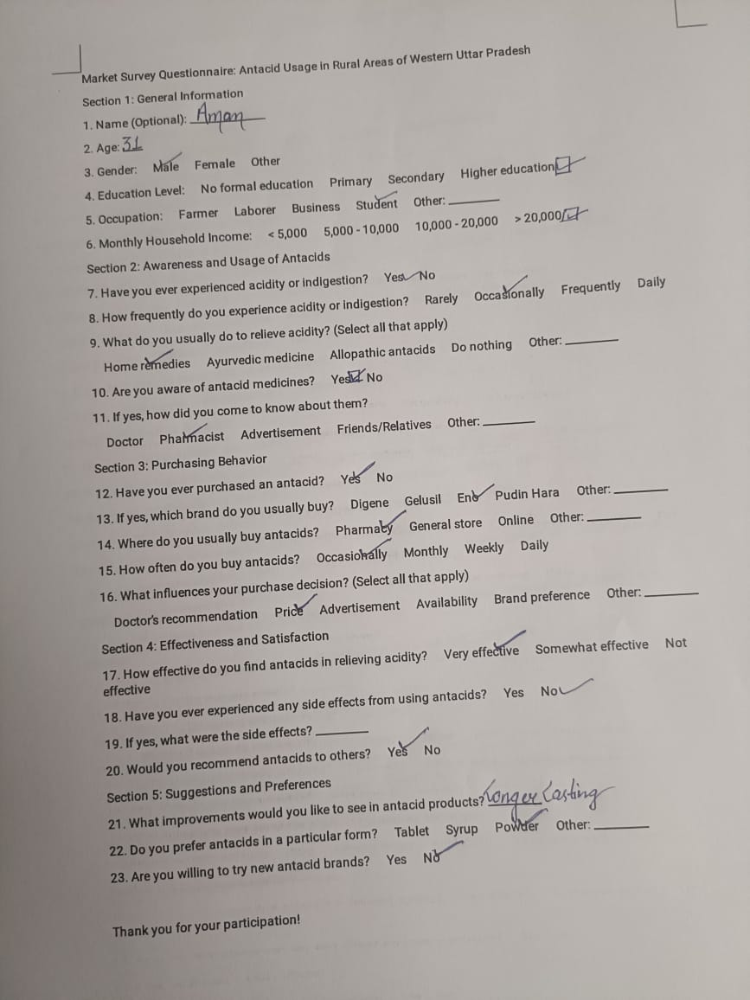 Market Survey Questionnaire: Antacid Usage in Rural Areas of Western Uttar Pradesh
Section 1: General Information
1. Name (Optional): Aman
2. Age: 31
3. Gender: Male Female Other
4. Education Level: No formal education Primary Secondary Higher education ☑
5. Occupation: Farmer Laborer Business Student Other: ______
6. Monthly Household Income: < 5,000 5,000 - 10,000 10,000 - 20,000 > 20,000 ☑
Section 2: Awareness and Usage of Antacids
7. Have you ever experienced acidity or indigestion? Yes ✓ No
8. How frequently do you experience acidity or indigestion? Rarely Occasionally Frequently Daily
9. What do you usually do to relieve acidity? (Select all that apply)
Home remedies Ayurvedic medicine Allopathic antacids Do nothing Other: ______
10. Are you aware of antacid medicines? Yes ☑ No
11. If yes, how did you come to know about them?
Doctor Pharmacist Advertisement Friends/Relatives Other: ______
Section 3: Purchasing Behavior
12. Have you ever purchased an antacid? Yes No
13. If yes, which brand do you usually buy? Digene Gelusil Eno Pudin Hara Other: ______
14. Where do you usually buy antacids? Pharmacy General store Online Other: ______
15. How often do you buy antacids? Occasionally Monthly Weekly Daily
16. What influences your purchase decision? (Select all that apply)
Doctor's recommendation Price Advertisement Availability Brand preference Other: ______
Section 4: Effectiveness and Satisfaction
17. How effective do you find antacids in relieving acidity? Very effective Somewhat effective Not
effective
18. Have you ever experienced any side effects from using antacids? Yes No ✓
19. If yes, what were the side effects? ______
20. Would you recommend antacids to others? Yes No
Section 5: Suggestions and Preferences
21. What improvements would you like to see in antacid products? Longer Lasting
22. Do you prefer antacids in a particular form? Tablet Syrup Powder Other: ______
23. Are you willing to try new antacid brands? Yes No
Thank you for your participation!